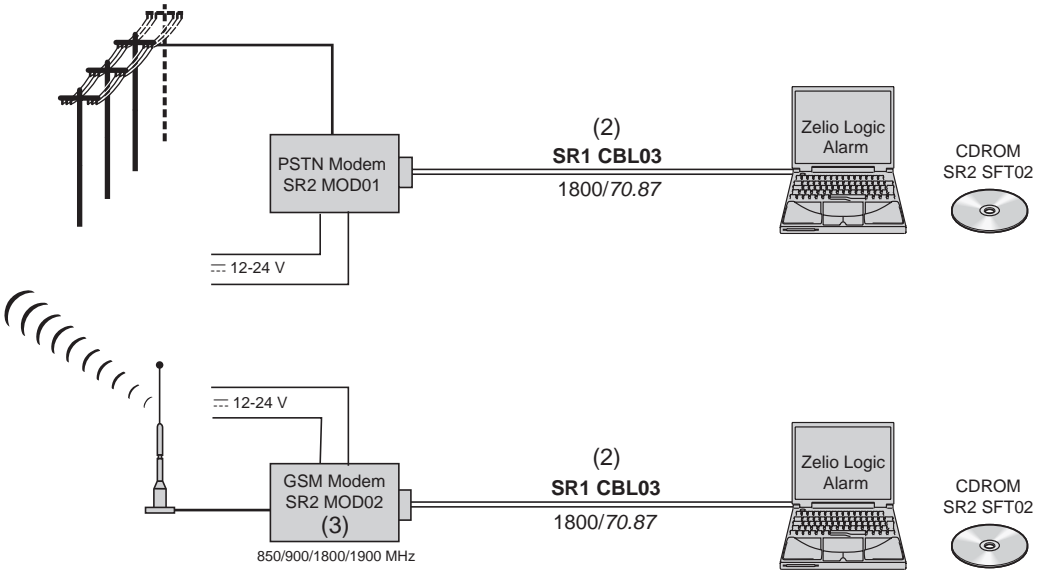 (2)
SR1 CBL03
1800/70.87
Zelio Logic
Alarm
CDROM
SR2 SFT02
PSTN Modem
SR2 MOD01
12-24 V
12-24 V
GSM Modem
SR2 MOD02
(3)
850/900/1800/1900 MHz
(2)
SR1 CBL03
1800/70.87
Zelio Logic
Alarm
CDROM
SR2 SFT02